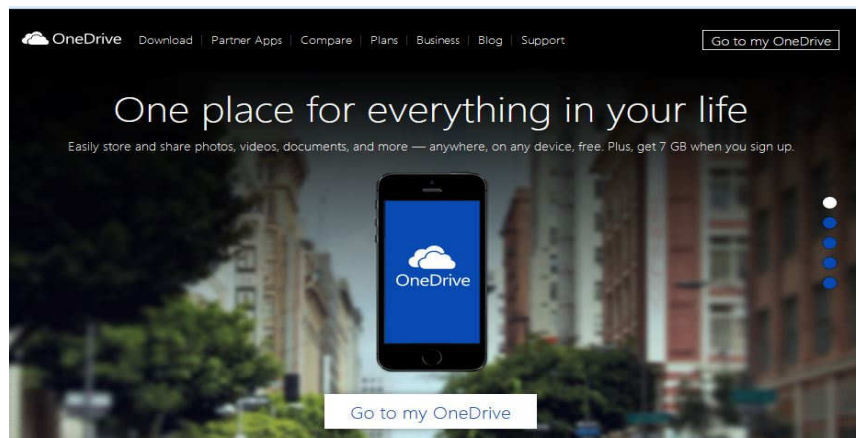 OneDrive Download | Partner Apps | Compare | Plans | Business | Blog | Support Go to my OneDrive
One place for everything in your life
Easily store and share photos, videos, documents, and more — anywhere, on any device, free. Plus, get 7 GB when you sign up.
OneDrive
Go to my OneDrive